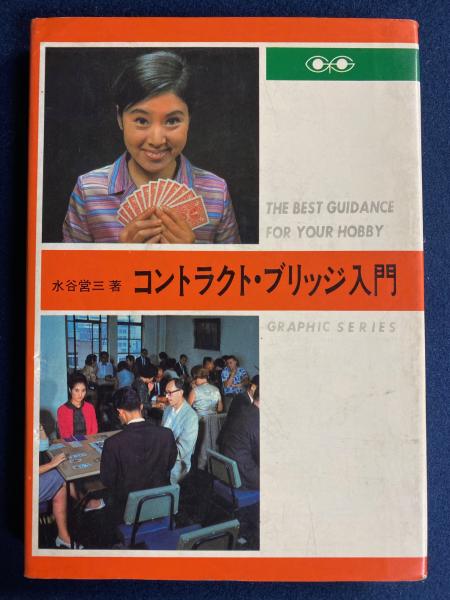 THE BEST GUIDANCE
FOR YOUR HOBBY
水谷営三 著 コントラクト・ブリッジ入門
GRAPHIC SERIES